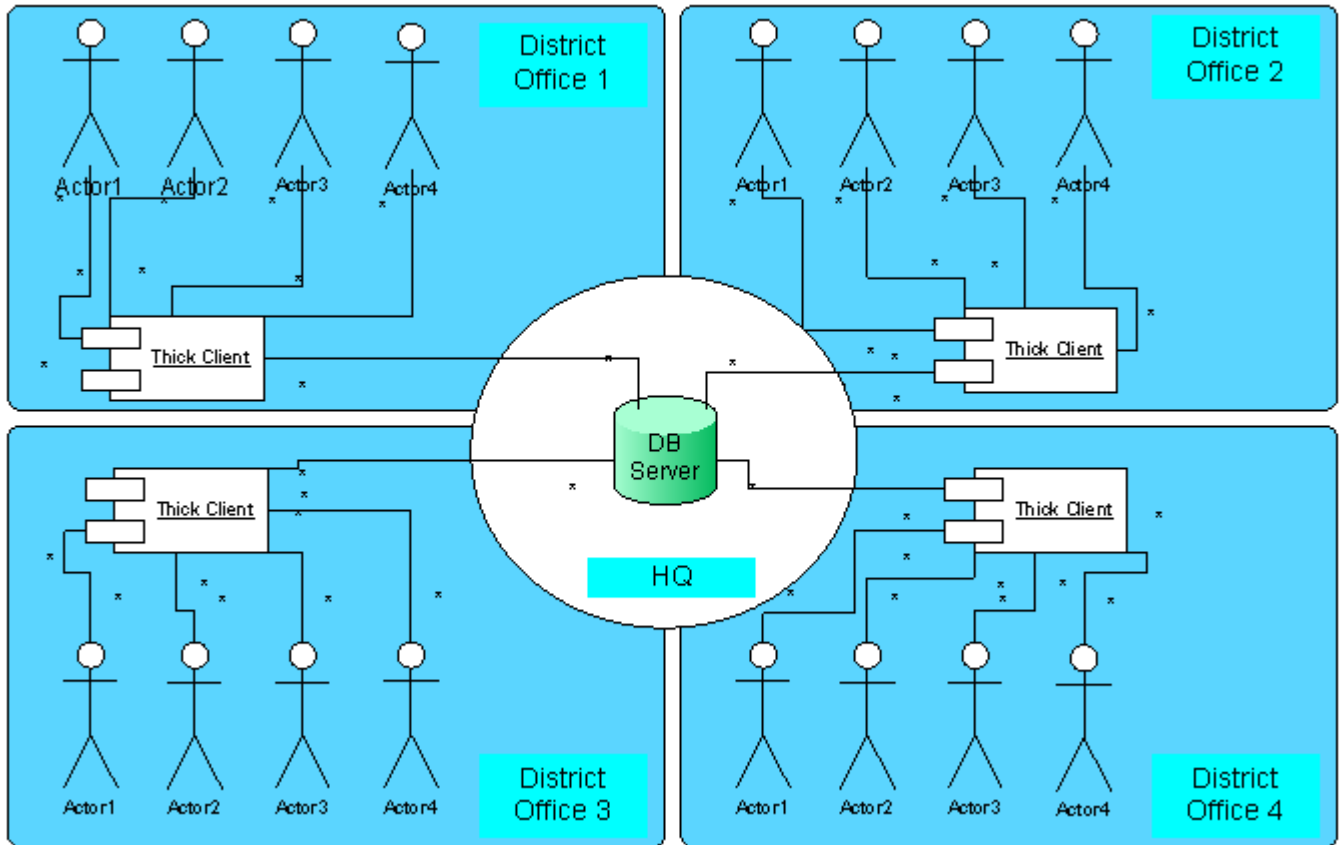 District
Office 1
Actor1
Actor2
Actor3
Actor4
*
*
*
*
*
*
*
Thick Client
*
*
*
District
Office 2
Actor1
Actor2
Actor3
Actor4
*
*
*
*
*
*
*
Thick Client
*
*
*
*
DB
Server
HQ
Thick Client
*
*
*
*
*
*
*
*
*
*
Actor1
Actor2
Actor3
Actor4
District
Office 3
Thick Client
*
*
*
*
*
*
*
*
*
*
Actor1
Actor2
Actor3
Actor4
District
Office 4